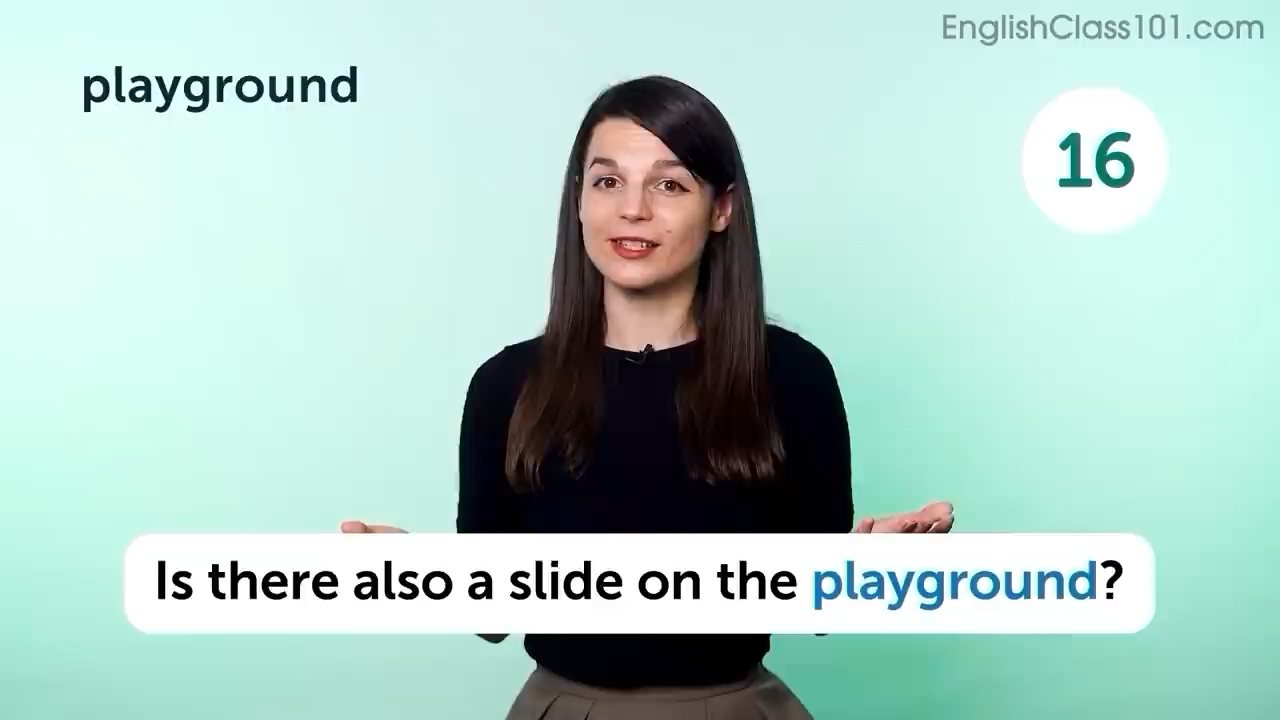 EnglishClass101.com
playground
16
Is there also a slide on the playground?